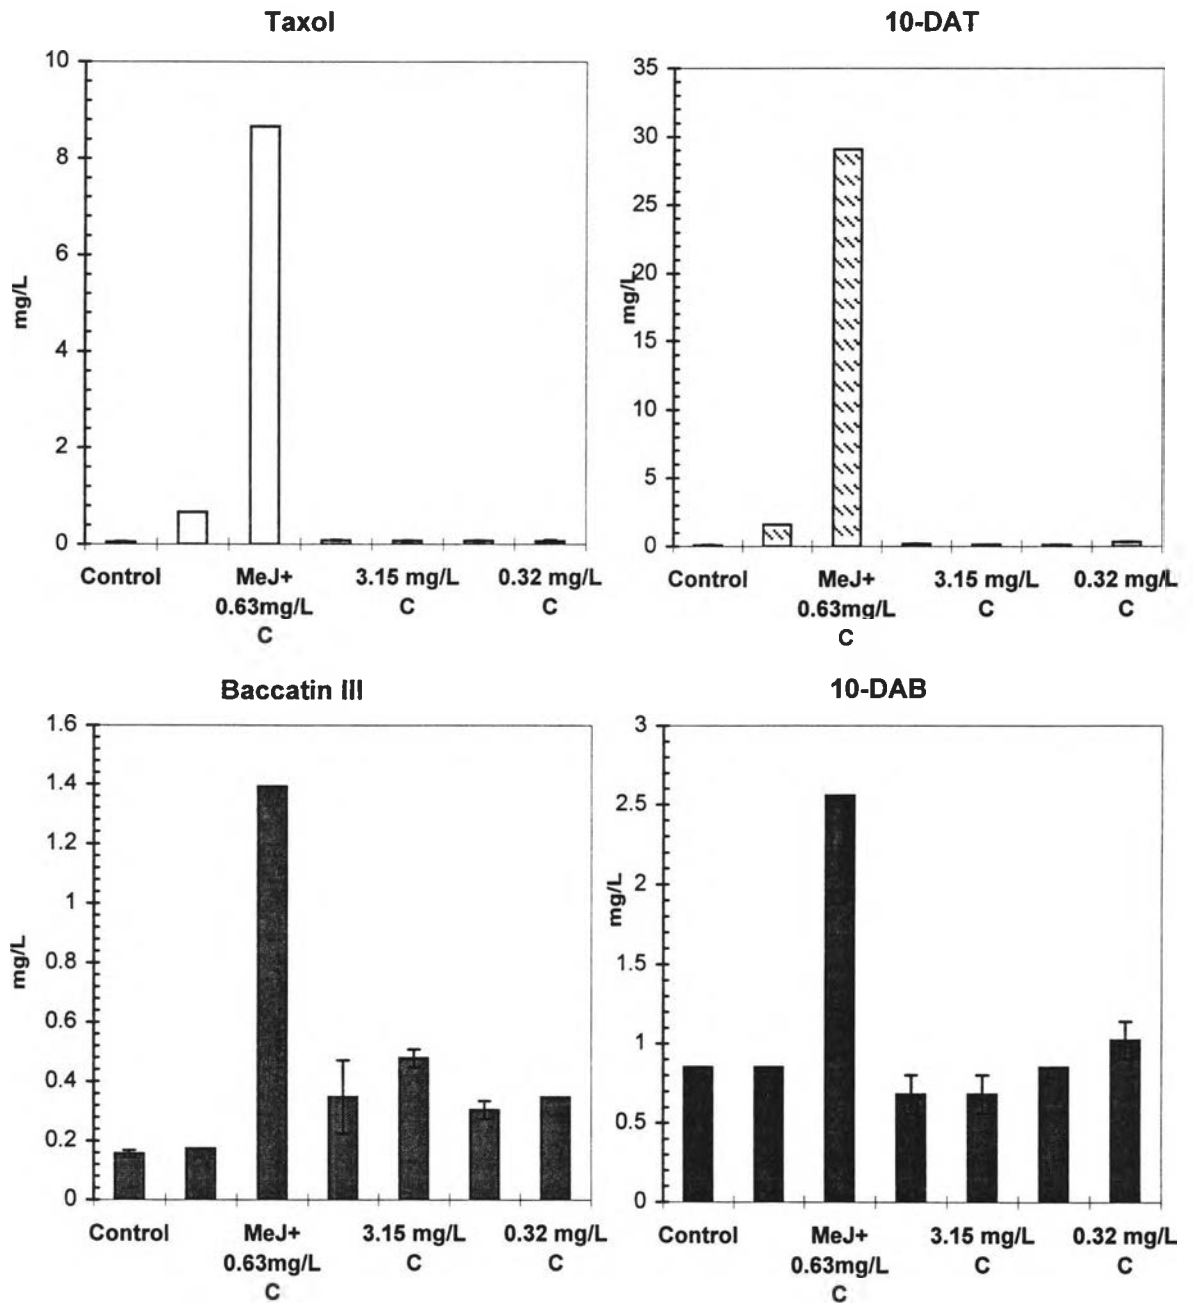 Taxol
10
8
6
4
2
0
mg/L
Control
MeJ+
0.63mg/L
C
3.15 mg/L
C
0.32 mg/L
C
10-DAT
35
30
25
20
15
10
5
0
mg/L
Control
MeJ+
0.63mg/L
C
3.15 mg/L
C
0.32 mg/L
C
Baccatin III
1.6
1.4
1.2
1
0.8
0.6
0.4
0.2
0
mg/L
Control
MeJ+
0.63mg/L
C
3.15 mg/L
C
0.32 mg/L
C
10-DAB
3
2.5
2
1.5
1
0.5
0
mg/L
Control
MeJ+
0.63mg/L
C
3.15 mg/L
C
0.32 mg/L
C